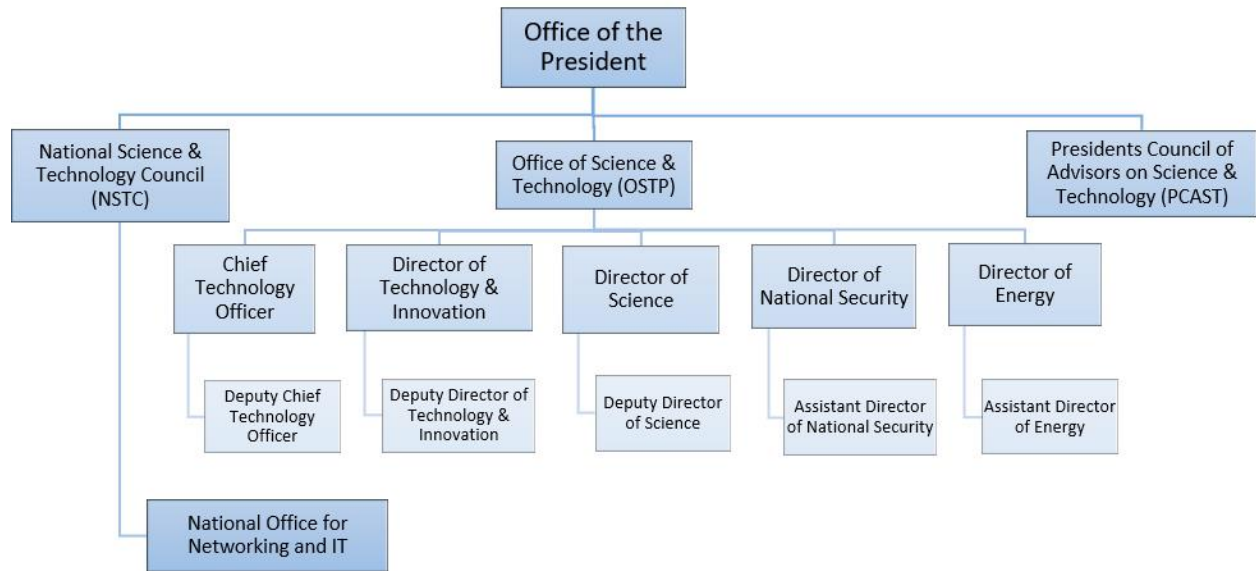 Office of the
President
National Science &
Technology Council
(NSTC)
Office of Science &
Technology (OSTP)
Presidents Council of
Advisors on Science &
Technology (PCAST)
Chief
Technology
Officer
Director of
Technology &
Innovation
Director of
Science
Director of
National Security
Director of
Energy
Deputy Chief
Technology
Officer
Deputy Director of
Technology &
Innovation
Deputy Director
of Science
Assistant Director
of National Security
Assistant Director
of Energy
National Office for
Networking and IT